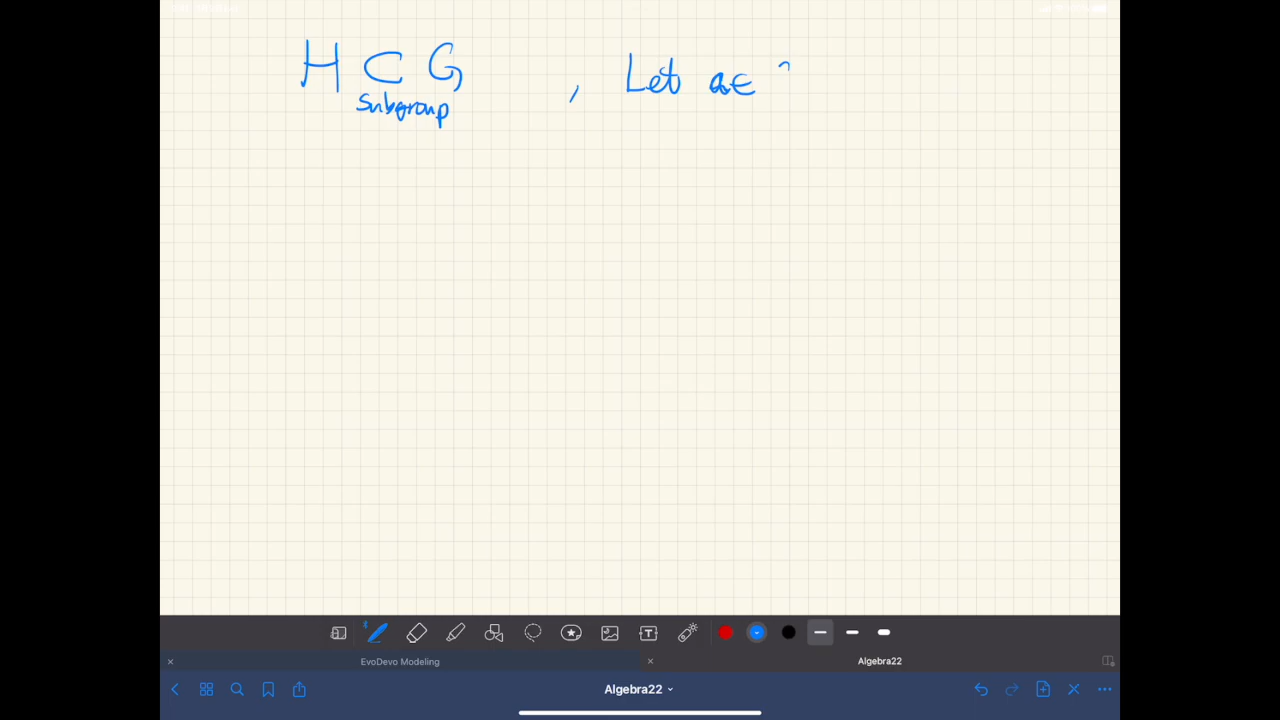 H ⊂ G , Let a ∈
Subgroup
EvoDevo Modeling
Algebra22
Algebra22